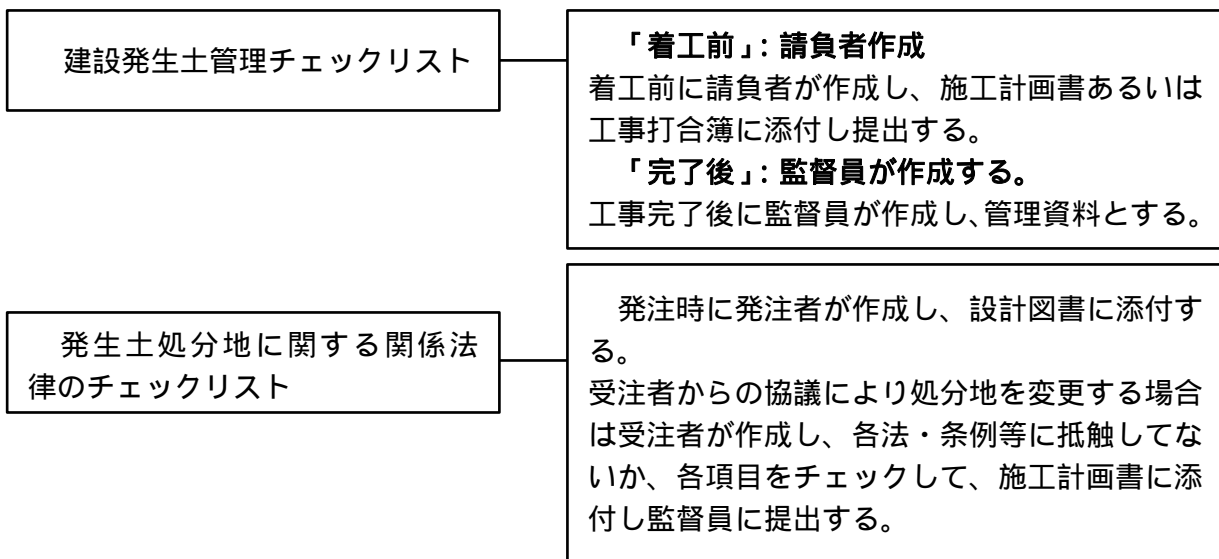 建設発生土管理チェックリスト
「着工前」：請負者作成
着工前に請負者が作成し、施工計画書あるいは
工事打合簿に添付し提出する。
「完了後」：監督員が作成する。
工事完了後に監督員が作成し、管理資料とする。
発生土処分地に関する関係法
律のチェックリスト
発注時に発注者が作成し、設計図書に添付す
る。
受注者からの協議により処分地を変更する場合
は受注者が作成し、各法・条例等に抵触してな
いか、各項目をチェックして、施工計画書に添
付し監督員に提出する。